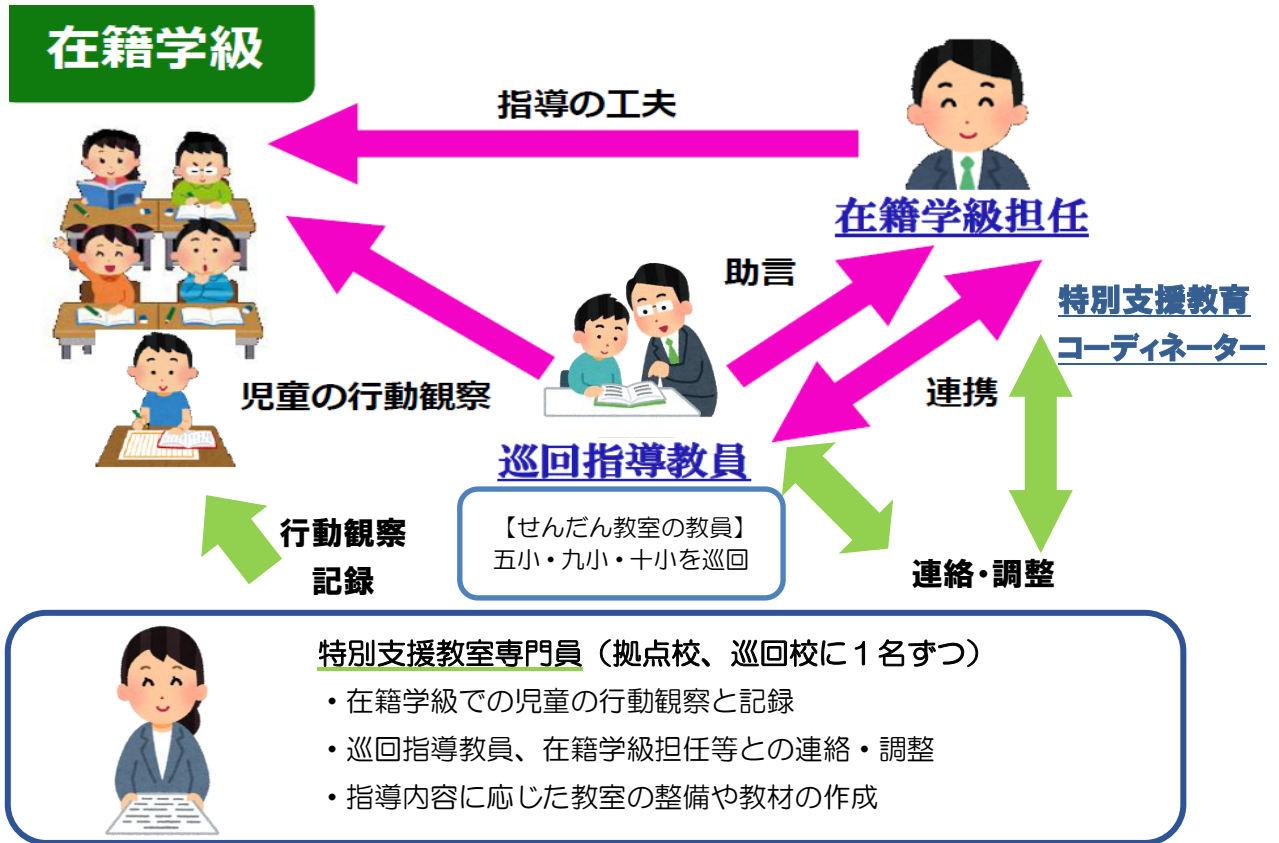 在籍学級
指導の工夫
在籍学級担任
助言
特別支援教育
コーディネーター
連携
児童の行動観察
巡回指導教員
【せんだん教室の教員】
五小・九小・十小を巡回
行動観察
記録
連絡・調整
特別支援教室専門員（拠点校、巡回校に１名ずつ）
・在籍学級での児童の行動観察と記録
・巡回指導教員、在籍学級担任等との連絡・調整
・指導内容に応じた教室の整備や教材の作成